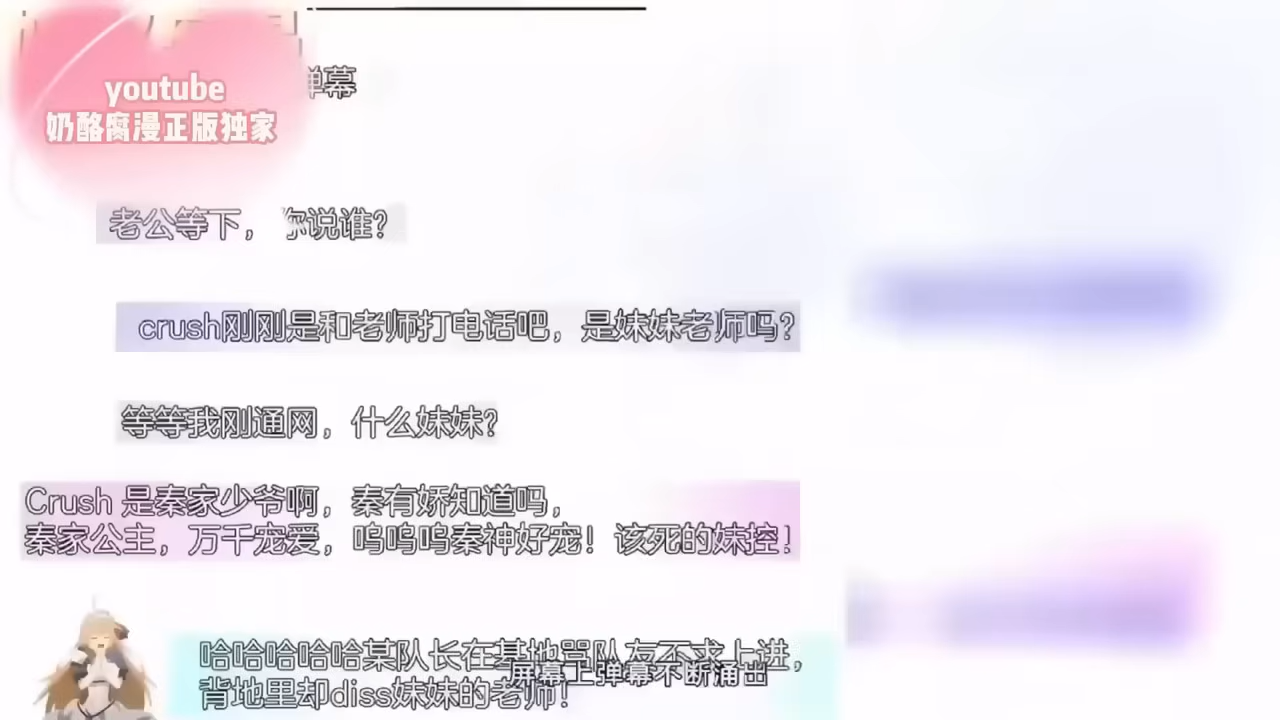 youtube
奶酪腐漫正版独家
弹幕
老公等下，你说谁？
crush刚刚是和老师打电话吧，是妹妹老师吗？
等等我刚通网，什么妹妹？
Crush 是秦家少爷啊，秦有娇知道吗，
秦家公主，万千宠爱，呜呜呜秦神好宠！该死的妹控！
哈哈哈哈哈某队长在基地骂队友不求上进，
背地里却diss妹妹的老师！
屏幕上弹幕不断涌出